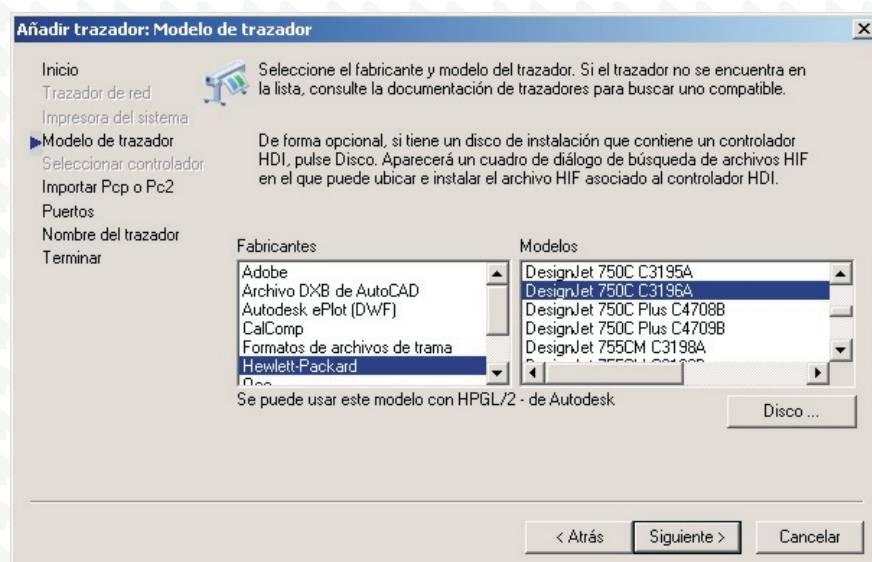 Añadir trazador: Modelo de trazador
Inicio
Trazador de red
Impresora del sistema
Modelo de trazador
Seleccionar controlador
Importar Pcp o Pc2
Puertos
Nombre del trazador
Terminar
Seleccione el fabricante y modelo del trazador. Si el trazador no se encuentra en
la lista, consulte la documentación de trazadores para buscar uno compatible.
De forma opcional, si tiene un disco de instalación que contiene un controlador
HDI, pulse Disco. Aparecerá un cuadro de diálogo de búsqueda de archivos HIF
en el que puede ubicar e instalar el archivo HIF asociado al controlador HDI.
Fabricantes
Adobe
Archivo DXB de AutoCAD
Autodesk ePlot (DWF)
CalComp
Formatos de archivos de trama
Hewlett-Packard
Modelos
DesignJet 750C C3195A
DesignJet 750C C3196A
DesignJet 750C Plus C4708B
DesignJet 750C Plus C4709B
DesignJet 755CM C3198A
Se puede usar este modelo con HPGL/2 - de Autodesk
Disco ...
< Atrás
Siguiente >
Cancelar